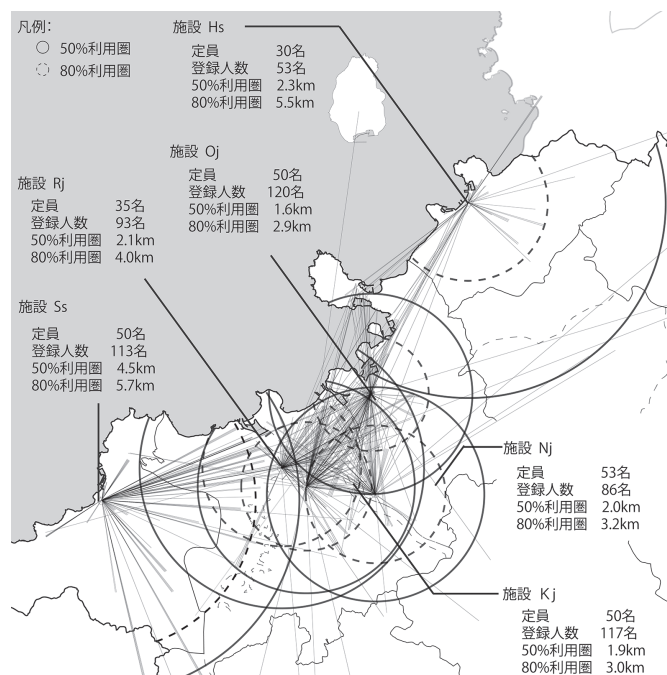 凡例:
50%利用圏
80%利用圏
施設 Hs
定員 30名
登録人数 53名
50%利用圏 2.3km
80%利用圏 5.5km
施設 Oj
定員 50名
登録人数 120名
50%利用圏 1.6km
80%利用圏 2.9km
施設 Rj
定員 35名
登録人数 93名
50%利用圏 2.1km
80%利用圏 4.0km
施設 Ss
定員 50名
登録人数 113名
50%利用圏 4.5km
80%利用圏 5.7km
施設 Nj
定員 53名
登録人数 86名
50%利用圏 2.0km
80%利用圏 3.2km
施設 Kj
定員 50名
登録人数 117名
50%利用圏 1.9km
80%利用圏 3.0km